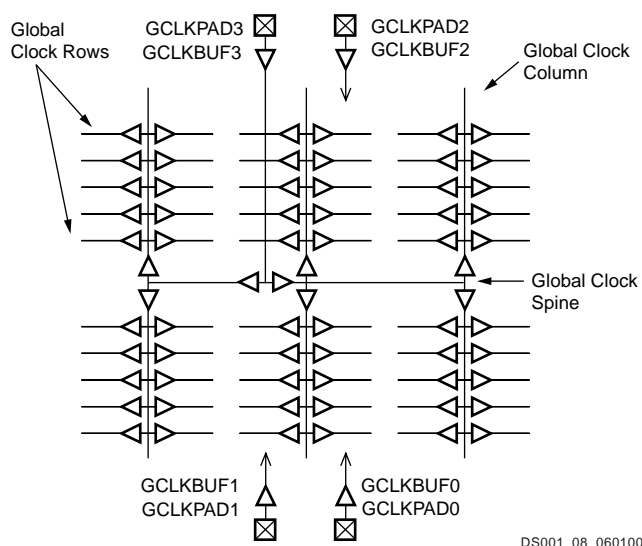 Global
Clock Rows
GCLKPAD3
GCLKBUF3
GCLKPAD2
GCLKBUF2
Global Clock
Column
Global Clock
Spine
GCLKBUF1
GCLKPAD1
GCLKBUF0
GCLKPAD0
DS001_08_060100